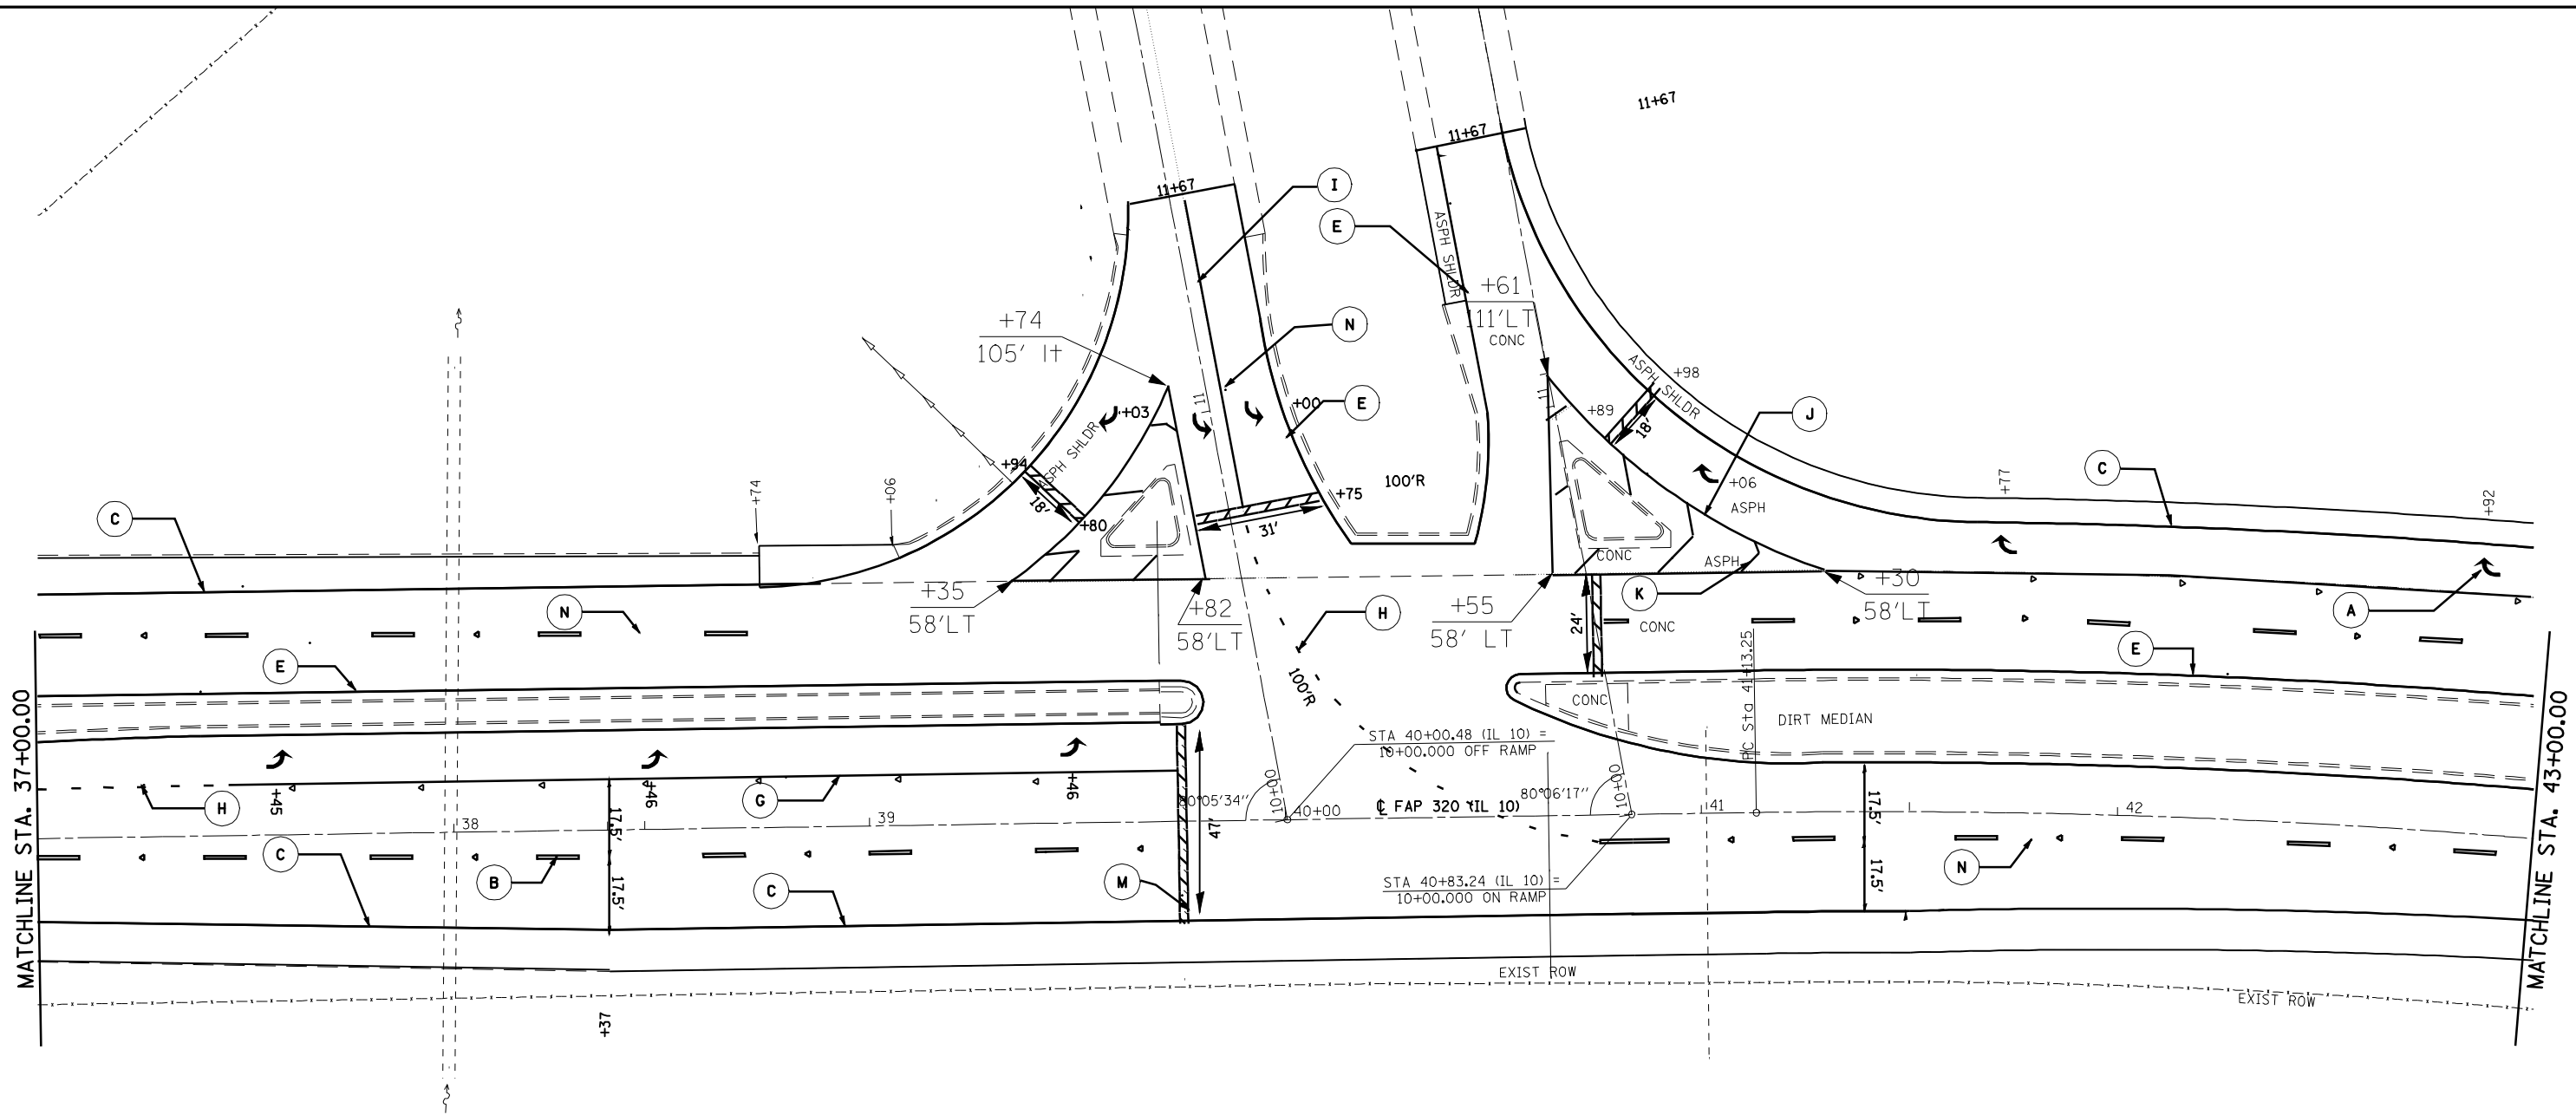 11+67
11+67
11+67
I
E
ASPH SHLDR
+61
111'LT
CONC
+74
105' lt
N
ASPH SHLDR
+98
11
+03
+00
E
11
+89
18'
J
ASPH SHLDR
+94
18'
+80
+75
100'R
31'
+06
ASPH
C
+77
+92
C
+74
+06
CONC
ASPH
+35
58'LT
+82
58'LT
H
+55
58' LT
K
+30
58'LT
A
N
24'
CONC
E
E
100'R
CONC
PC Sta 41+13.25
DIRT MEDIAN
MATCHLINE STA. 37+00.00
MATCHLINE STA. 43+00.00
STA 40+00.48 (IL 10) =
10+00.000 OFF RAMP
H
+45
+46
G
+46
80°05'34"
10+00
40+00
℄ FAP 320 (IL 10)
80°06'17"
10+00
41
42
38
39
17.5'
47'
17.5'
C
B
17.5'
C
M
STA 40+83.24 (IL 10) =
10+00.000 ON RAMP
17.5'
N
EXIST ROW
EXIST ROW
+37